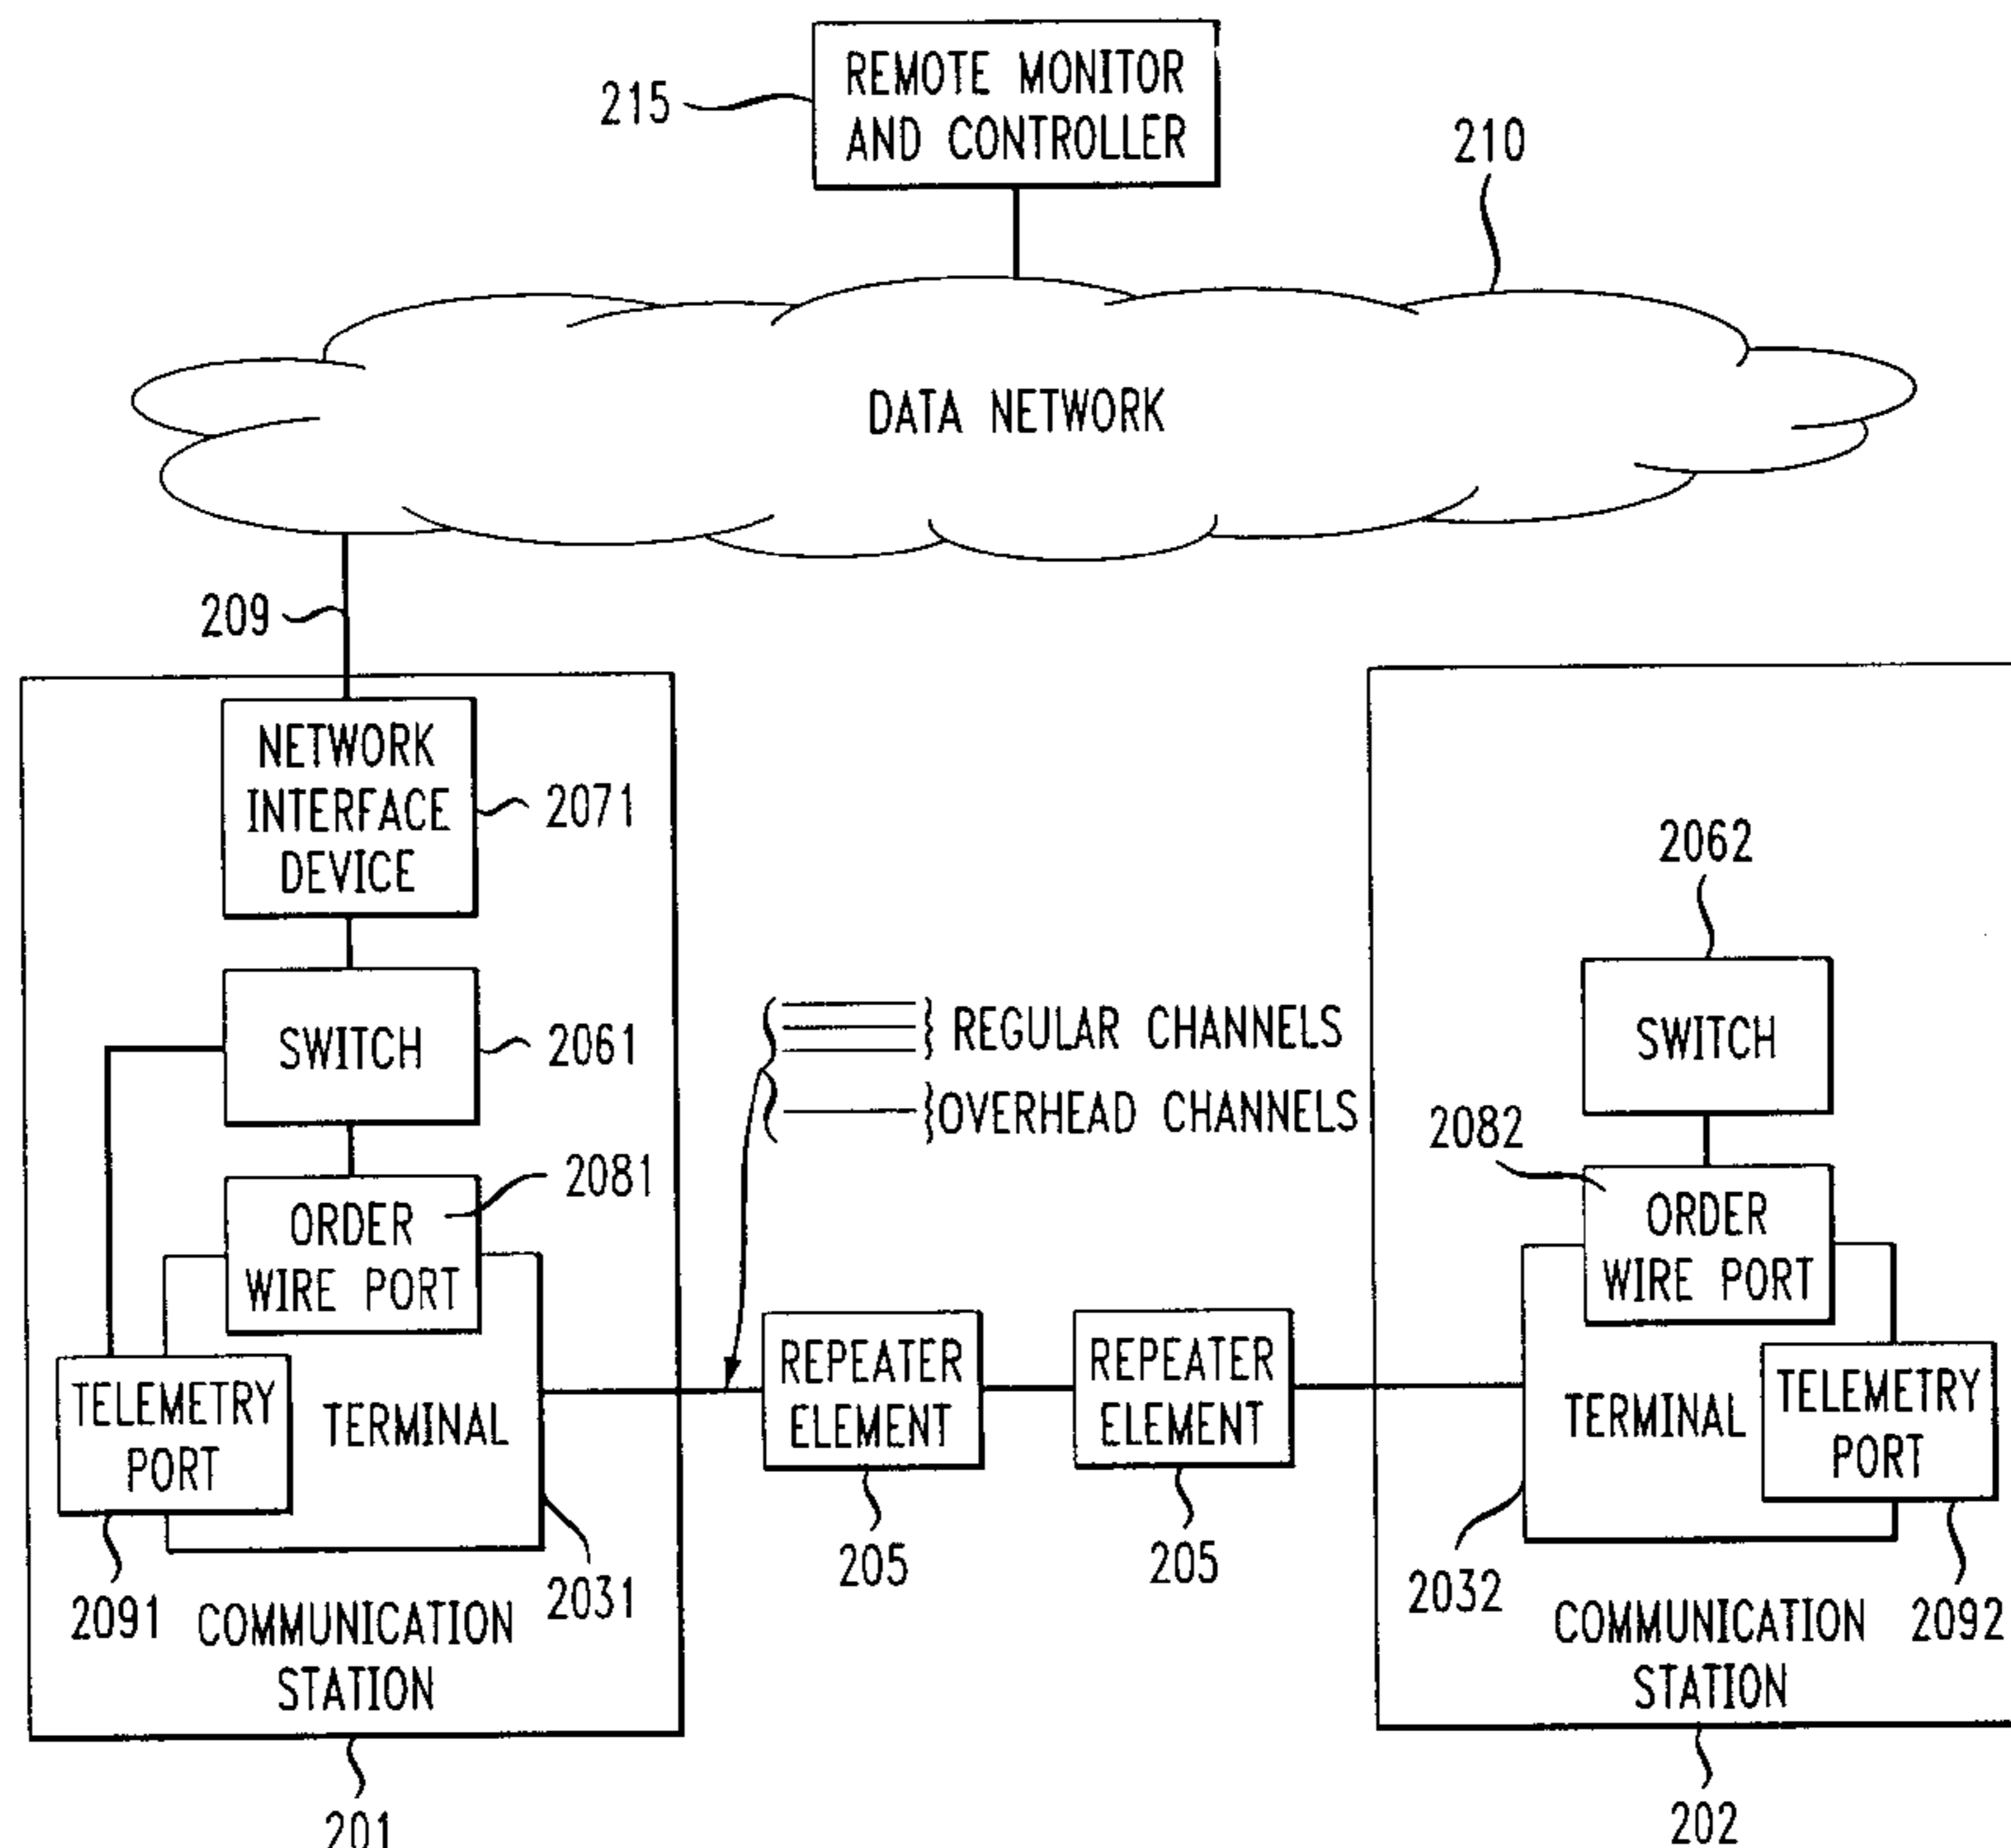 REMOTE MONITOR
AND CONTROLLER
215
210
DATA NETWORK
209
NETWORK
INTERFACE
DEVICE
2071
SWITCH
2061
ORDER
WIRE PORT
2081
TELEMETRY
PORT
TERMINAL
2091
2031
COMMUNICATION
STATION
201
REGULAR CHANNELS
OVERHEAD CHANNELS
REPEATER
ELEMENT
205
REPEATER
ELEMENT
205
2062
SWITCH
2082
ORDER
WIRE PORT
TERMINAL
TELEMETRY
PORT
2032
2092
COMMUNICATION
STATION
202